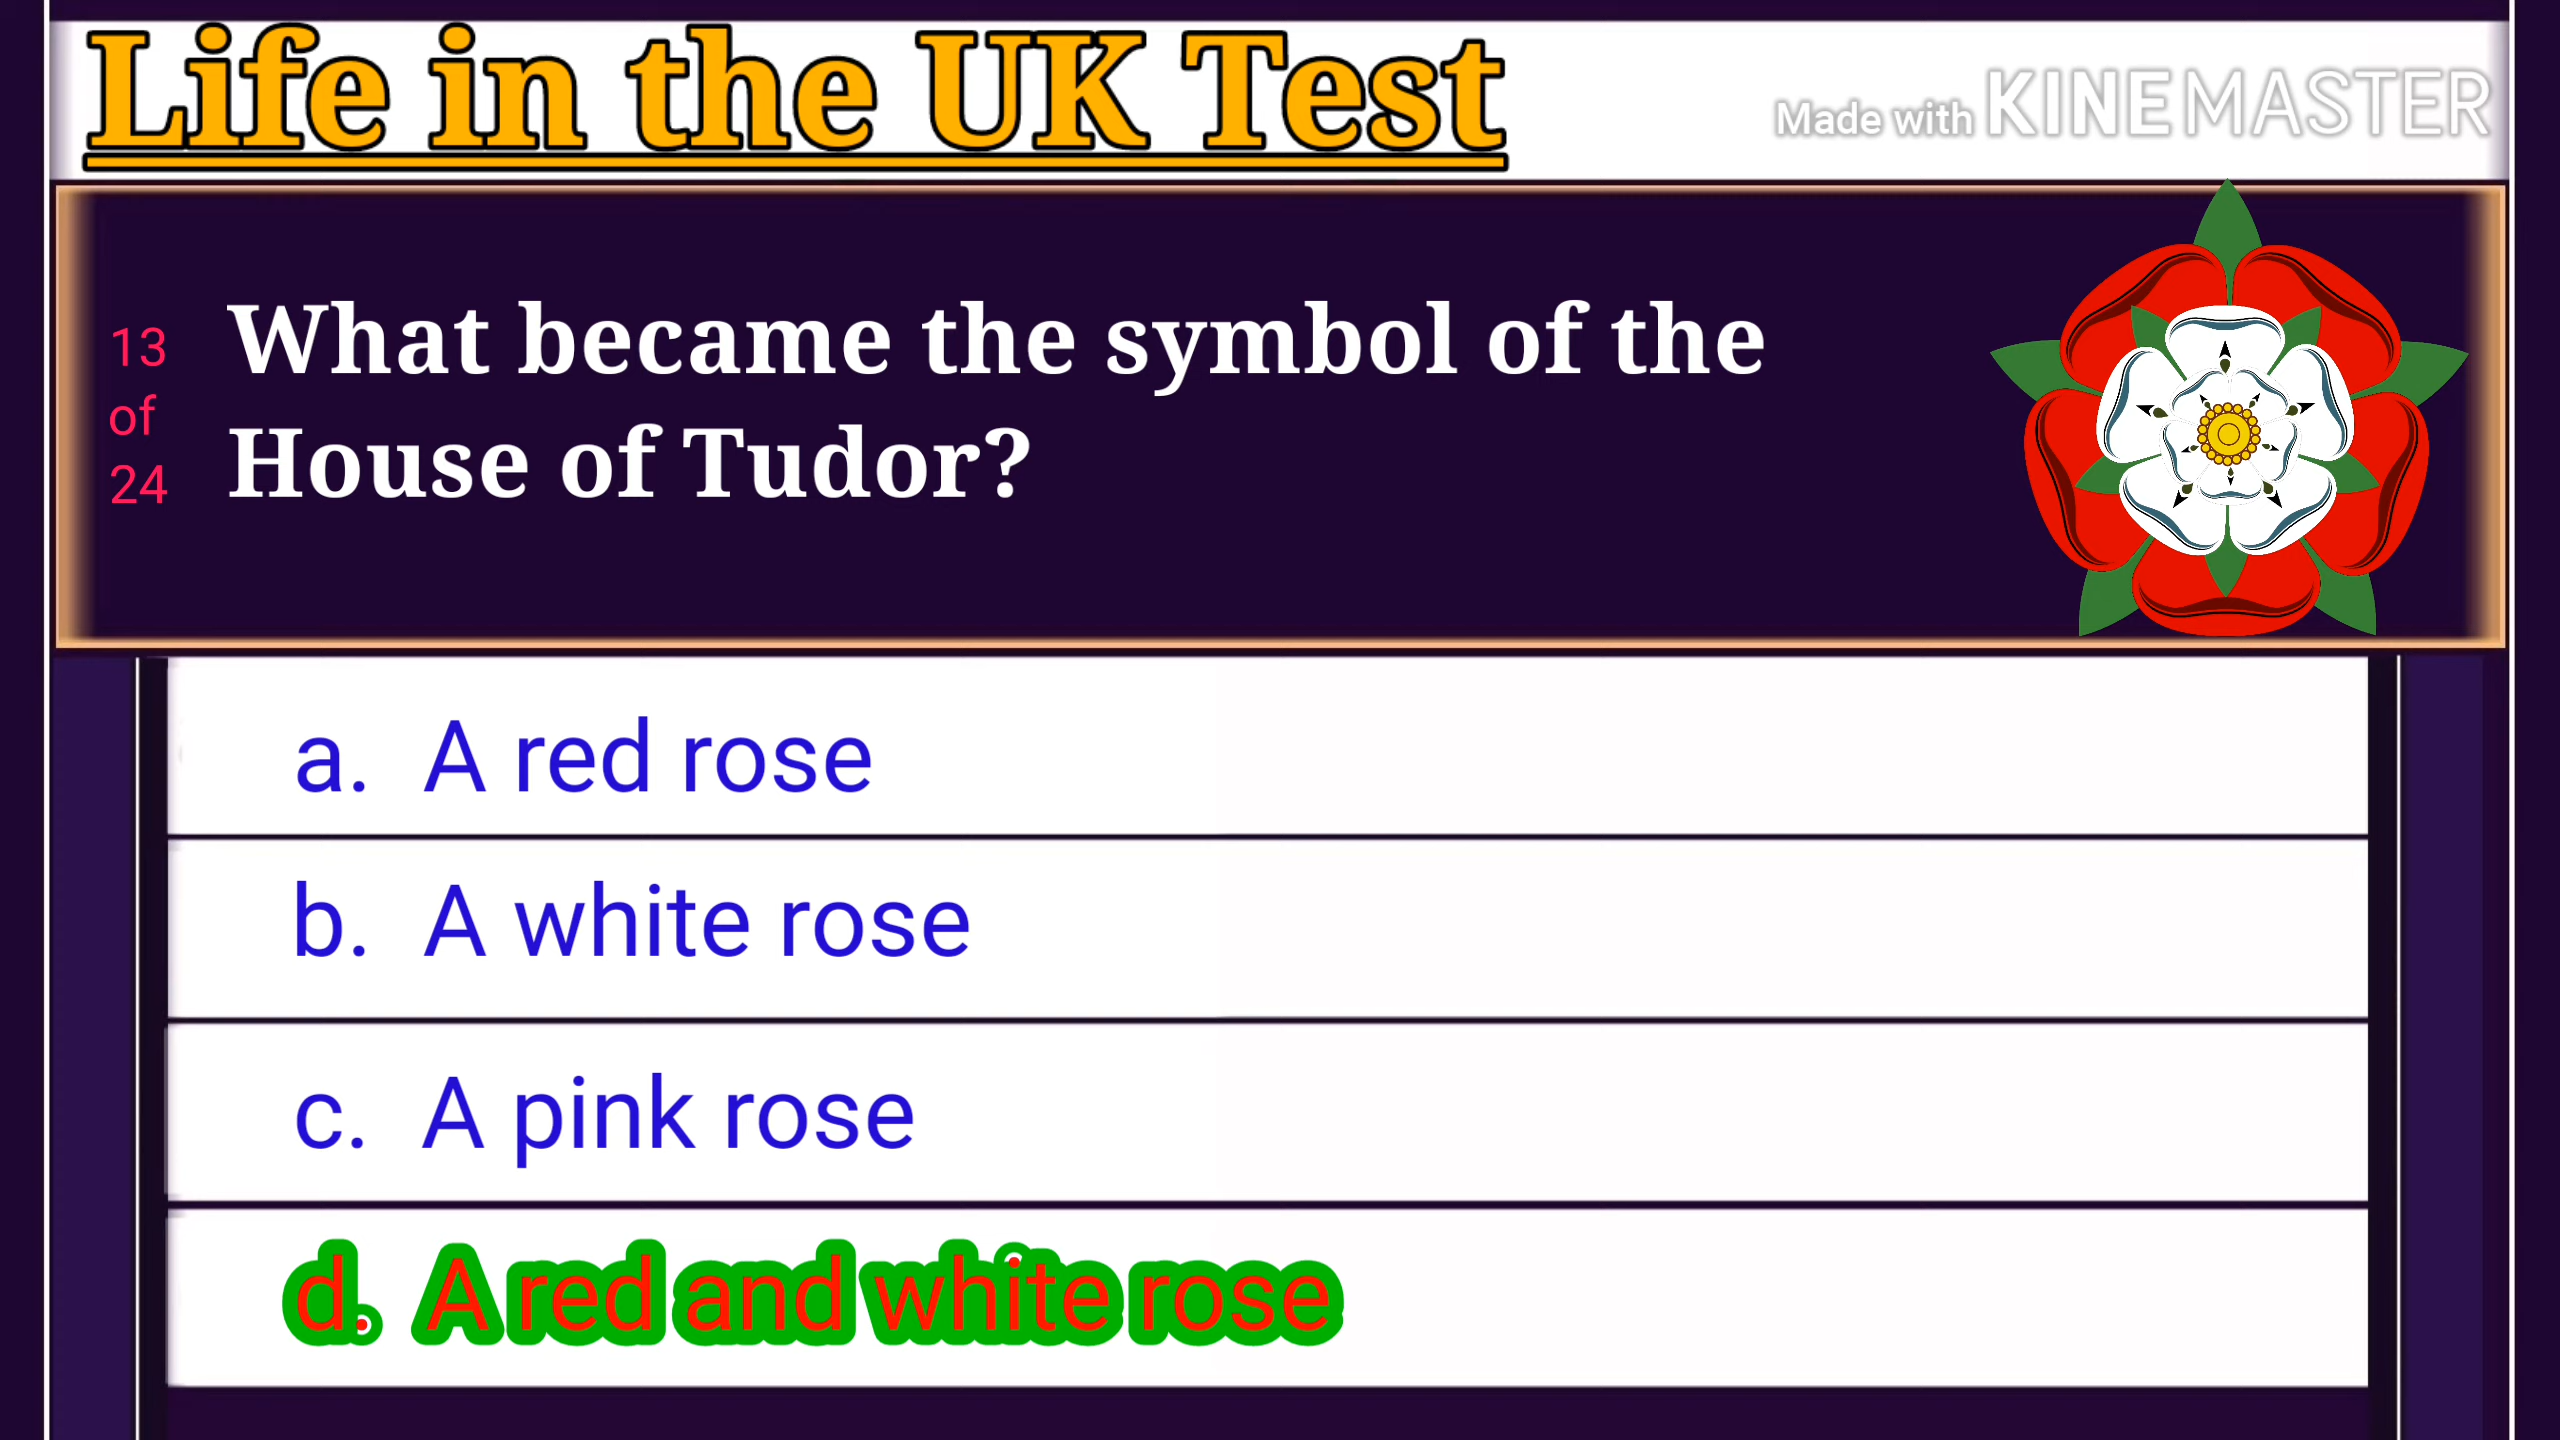 Life in the UK Test
Made with KINEMASTER
13
of
24
What became the symbol of the
House of Tudor?
a. A red rose
b. A white rose
c. A pink rose
d. A red and white rose